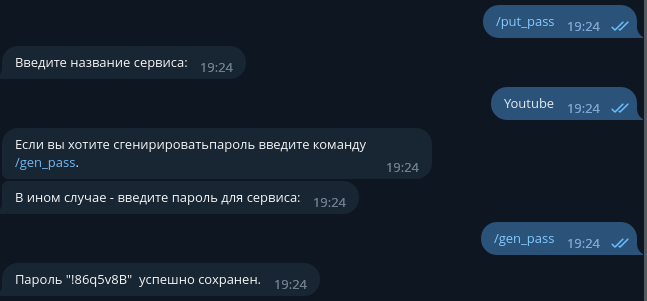 /put_pass 19:24
Введите название сервиса: 19:24
Youtube 19:24
Если вы хотите сгенирироватьпароль введите команду
/gen_pass. 19:24
В ином случае - введите пароль для сервиса: 19:24
/gen_pass 19:24
Пароль "!86q5v8B" успешно сохранен. 19:24